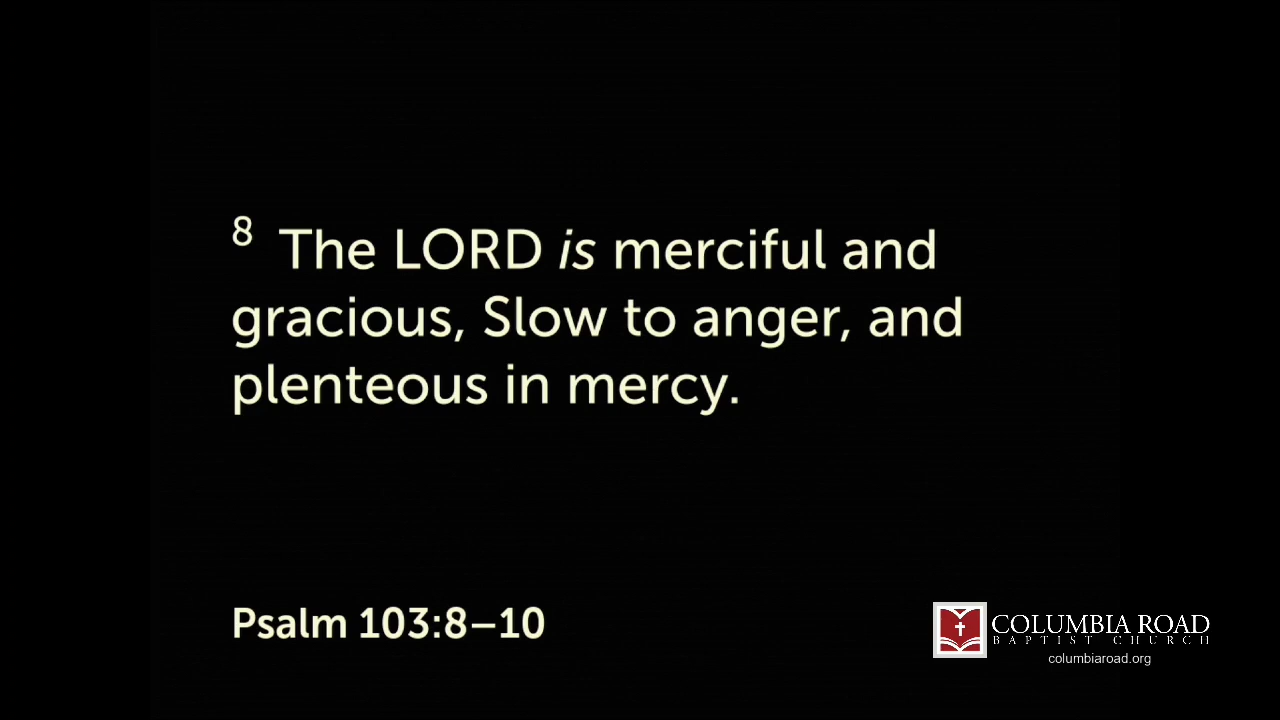 8 The LORD is merciful and
gracious, Slow to anger, and
plenteous in mercy.
Psalm 103:8–10
COLUMBIA ROAD
BAPTIST CHURCH
columbiaroad.org